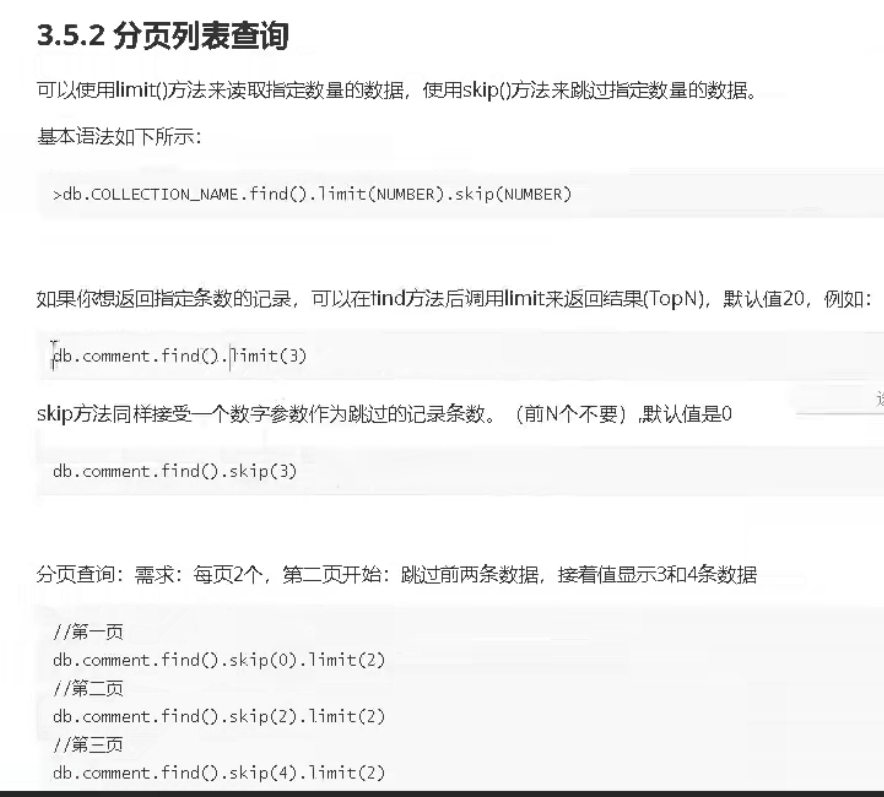 3.5.2 分页列表查询
可以使用limit()方法来读取指定数量的数据，使用skip()方法来跳过指定数量的数据。
基本语法如下所示：
>db.COLLECTION_NAME.find().limit(NUMBER).skip(NUMBER)
如果你想返回指定条数的记录，可以在find方法后调用limit来返回结果(TopN)，默认值20，例如：
db.comment.find().limit(3)
skip方法同样接受一个数字参数作为跳过的记录条数。（前N个不要）,默认值是0
db.comment.find().skip(3)
分页查询：需求：每页2个，第二页开始：跳过前两条数据，接着值显示3和4条数据
//第一页
db.comment.find().skip(0).limit(2)
//第二页
db.comment.find().skip(2).limit(2)
//第三页
db.comment.find().skip(4).limit(2)